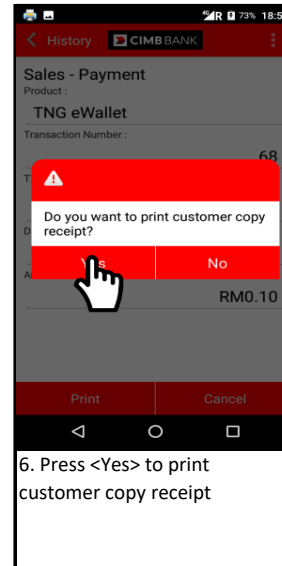 4G R 73% 18:5
History CIMB BANK
Sales - Payment
Product :
TNG eWallet
Transaction Number :
68
Do you want to print customer copy
receipt?
Yes No
RM0.10
Print Cancel
6. Press <Yes> to print
customer copy receipt